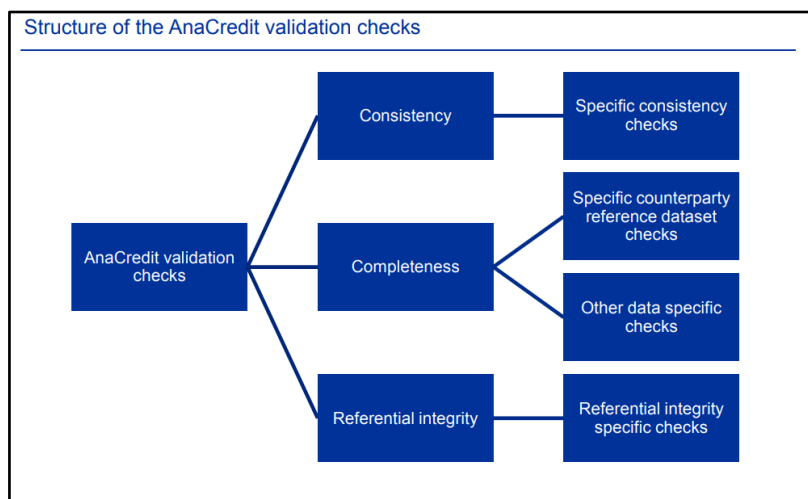 Structure of the AnaCredit validation checks
Consistency
Specific consistency
checks
Specific counterparty
reference dataset
checks
AnaCredit validation
checks
Completeness
Other data specific
checks
Referential integrity
Referential integrity
specific checks